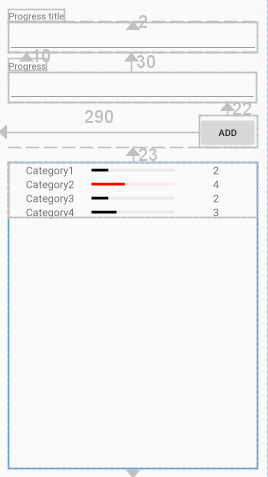 Progress title
2
10
Progress
30
22
290
ADD
23
Category1 2
Category2 4
Category3 2
Category4 3